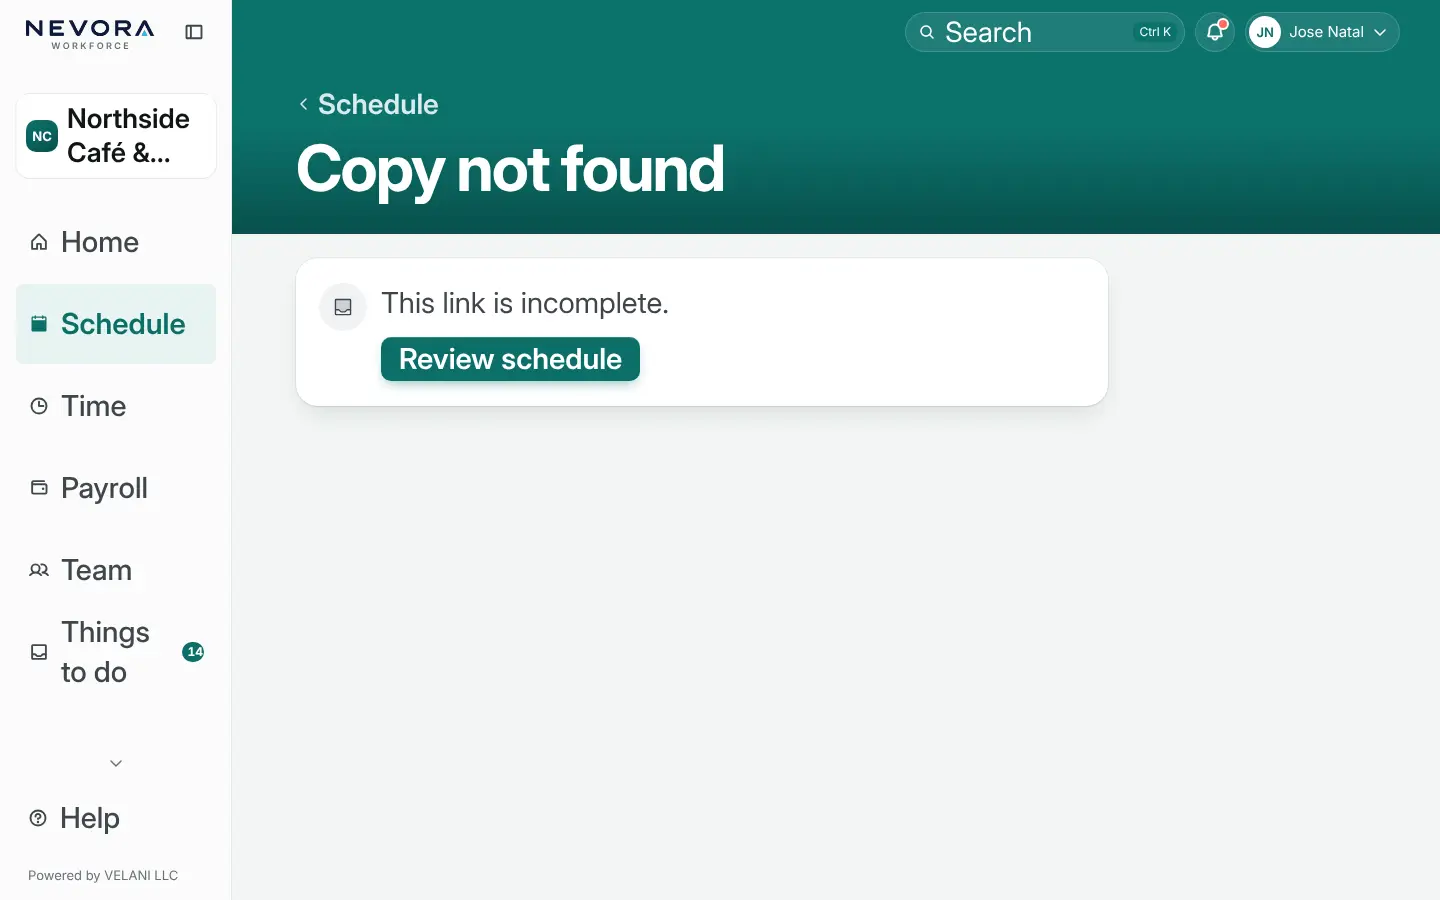 NEVORA
WORKFORCE
Search
Ctrl K
JN
Jose Natal
NC
Northside
Café &...
Home
Schedule
Time
Payroll
Team
Things
to do
14
Help
Powered by VELANI LLC
Schedule
Copy not found
This link is incomplete.
Review schedule